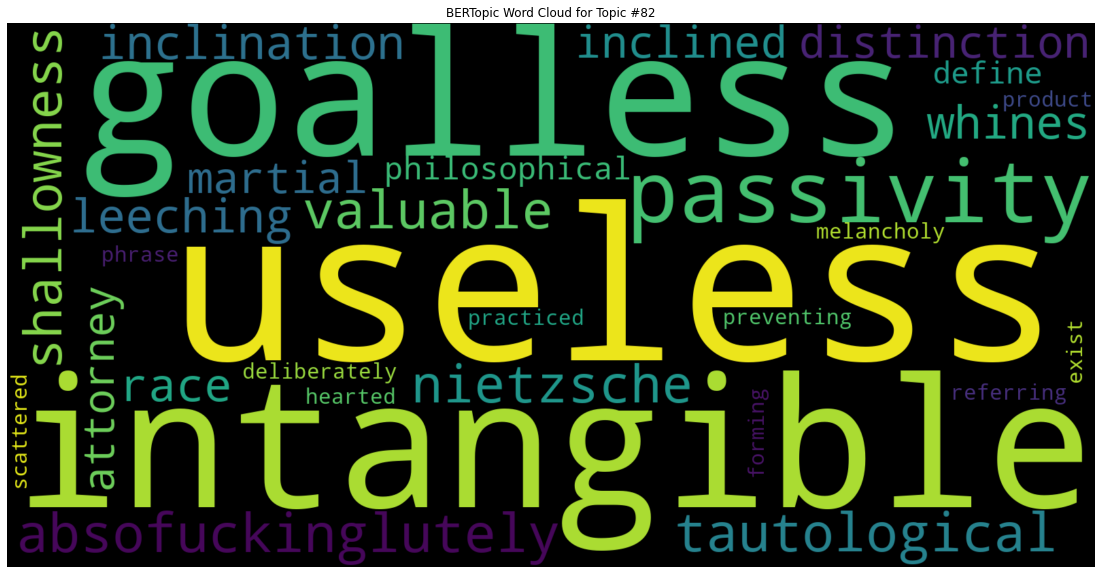 BERTopic Word Cloud for Topic #82
inclination
inclined
distinction
goalless
define
product
whines
shallowness
martial
philosophical
passivity
leeching
valuable
melancholy
phrase
useless
practiced
preventing
attorney
race
deliberately
hearted
nietzsche
exist
referring
scattered
intangible
forming
absofuckinglutely
tautological